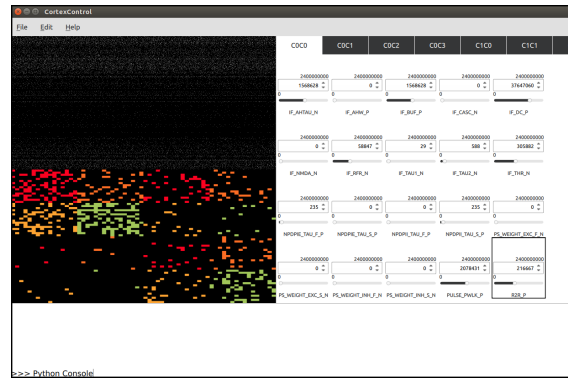 CortexControl
File Edit Help
C0C0 C0C1 C0C2 C0C3 C1C0 C1C1
2400000000 2400000000 2400000000 2400000000 2400000000
1568628 0 1568628 0 37647060
0 0 0 0 0
IF_AHTAU_N IF_AHW_P IF_BUF_P IF_CASC_N IF_DC_P
2400000000 2400000000 2400000000 2400000000 2400000000
0 58847 29 588 305882
0 0 0 0 0
IF_NMDA_N IF_RFR_N IF_TAU1_N IF_TAU2_N IF_THR_N
2400000000 2400000000 2400000000 2400000000 2400000000
235 0 0 235 0
0 0 0 0 0
NPDPIE_TAU_F_P NPDPIE_TAU_S_P NPDPII_TAU_F_P NPDPII_TAU_S_P PS_WEIGHT_EXC_F_N
2400000000 2400000000 2400000000 2400000000 2400000000
0 0 0 2078431 216667
0 0 0 0 0
PS_WEIGHT_EXC_S_N PS_WEIGHT_INH_F_N PS_WEIGHT_INH_S_N PULSE_PWLK_P R2R_P
>>> Python Console